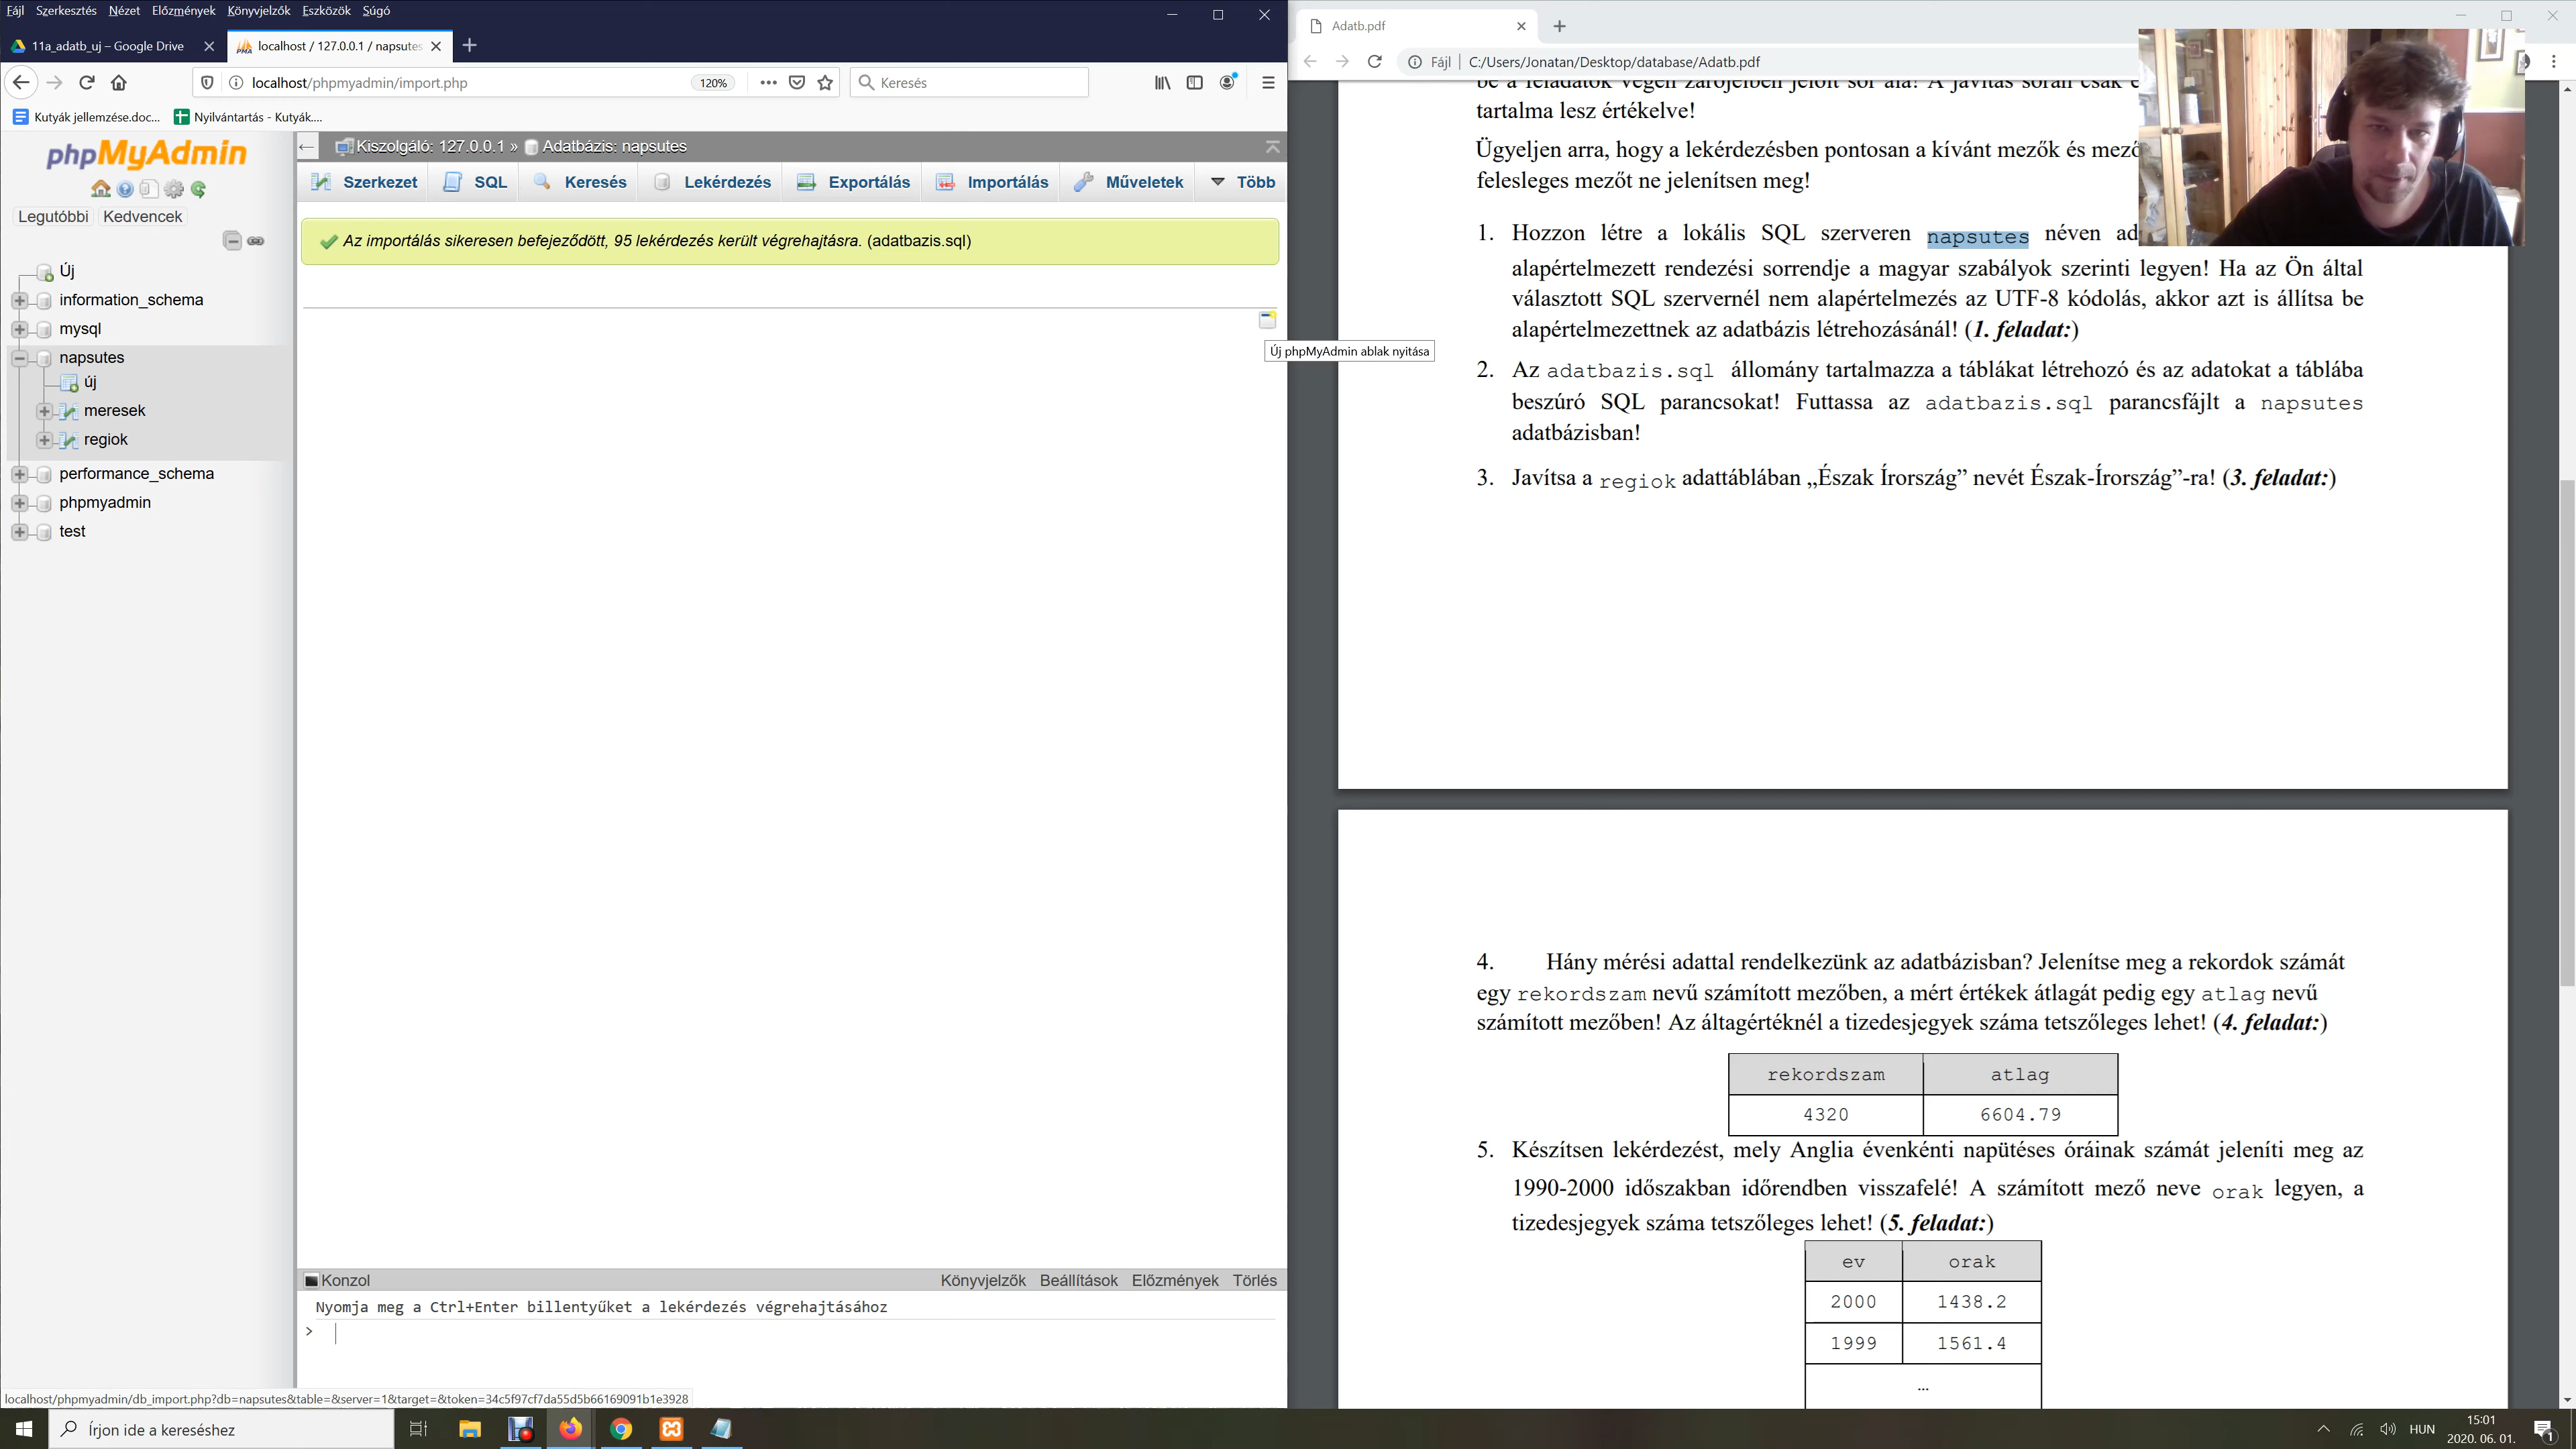 Fájl Szerkesztés Nézet Előzmények Könyvjelzők Eszközök Súgó
11a_adatb_uj – Google Drive
localhost / 127.0.0.1 / napsutes
localhost/phpmyadmin/import.php
120%
Keresés
Kutyák jellemzése.doc...
Nyilvántartás - Kutyák....
phpMyAdmin
Legutóbbi Kedvencek
Új
information_schema
mysql
napsutes
új
meresek
regiok
performance_schema
phpmyadmin
test
Kiszolgáló: 127.0.0.1 » Adatbázis: napsutes
Szerkezet SQL Keresés Lekérdezés Exportálás Importálás Műveletek Több
Az importálás sikeresen befejeződött, 95 lekérdezés került végrehajtásra. (adatbazis.sql)
Új phpMyAdmin ablak nyitása
Konzol
Könyvjelzők Beállítások Előzmények Törlés
Nyomja meg a Ctrl+Enter billentyűket a lekérdezés végrehajtásához
>
localhost/phpmyadmin/db_import.php?db=napsutes&table=&server=1&target=&token=34c5f97cf7da55d5b66169091b1e3928
Adatb.pdf
Fájl C:/Users/Jonatan/Desktop/database/Adatb.pdf
be a feladatok végén zárójelben jelölt sor alá! A javítás során csak
tartalma lesz értékelve!
Ügyeljen arra, hogy a lekérdezésben pontosan a kívánt mezők és
felesleges mezőt ne jelenítsen meg!
1. Hozzon létre a lokális SQL szerveren napsutes néven
alapértelmezett rendezési sorrendje a magyar szabályok szerinti legyen! Ha az Ön által
választott SQL szervernél nem alapértelmezés az UTF-8 kódolás, akkor azt is állítsa be
alapértelmezettnek az adatbázis létrehozásánál! (1. feladat:)
2. Az adatbazis.sql állomány tartalmazza a táblákat létrehozó és az adatokat a táblába
beszúró SQL parancsokat! Futtassa az adatbazis.sql parancsfájlt a napsutes
adatbázisban!
3. Javítsa a regiok adattáblában „Észak Írország” nevét Észak-Írország”-ra! (3. feladat:)
4. Hány mérési adattal rendelkezünk az adatbázisban? Jelenítse meg a rekordok számát
egy rekordszam nevű számított mezőben, a mért értékek átlagát pedig egy atlag nevű
számított mezőben! Az áltagértéknél a tizedesjegyek száma tetszőleges lehet! (4. feladat:)
rekordszam atlag
4320 6604.79
5. Készítsen lekérdezést, mely Anglia évenkénti napütéses óráinak számát jeleníti meg az
1990-2000 időszakban időrendben visszafelé! A számított mező neve orak legyen, a
tizedesjegyek száma tetszőleges lehet! (5. feladat:)
ev orak
2000 1438.2
1999 1561.4
...
Írjon ide a kereséshez
HUN
15:01
2020. 06. 01.
1